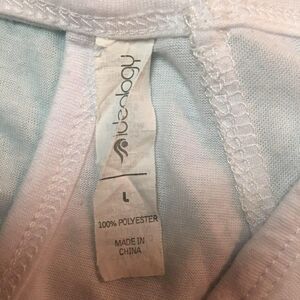 ideology
L
100% POLYESTER
MADE IN
CHINA